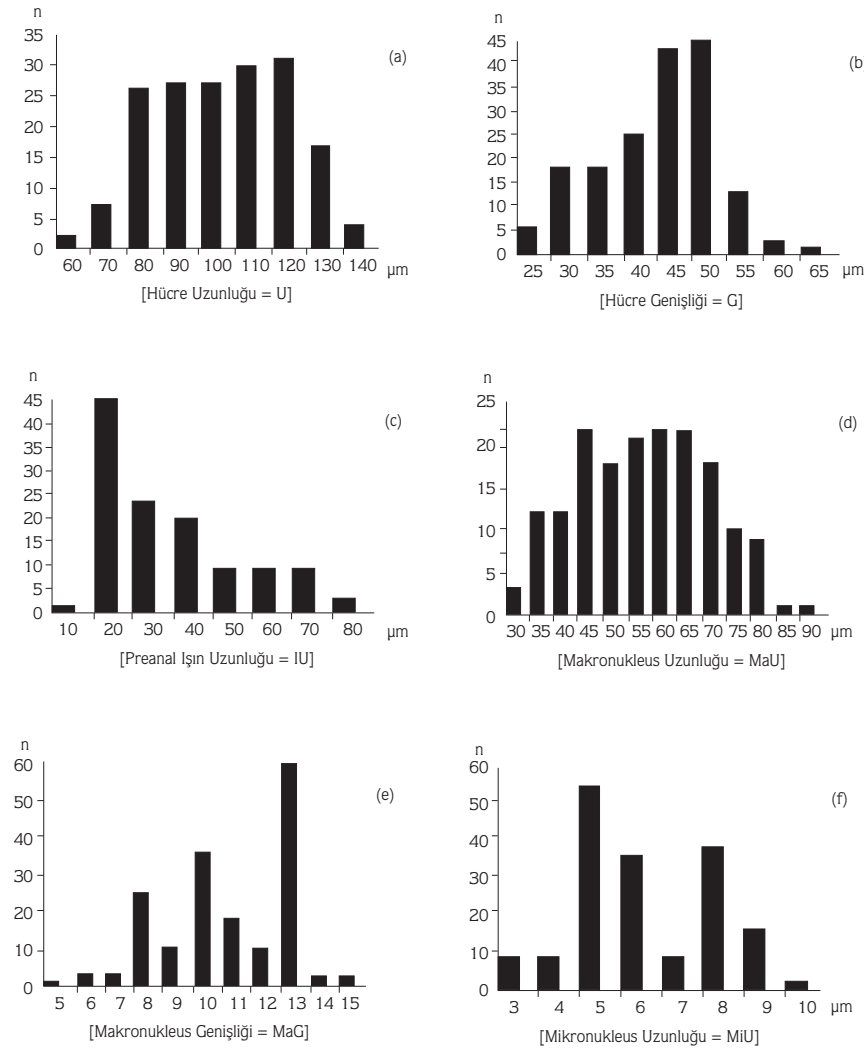 n
35
30
25
20
15
10
5
0
(a)
60 70 80 90 100 110 120 130 140 µm
[Hücre Uzunluğu = U]
n
45
40
35
30
25
20
15
10
5
0
(b
25 30 35 40 45 50 55 60 65 µm
[Hücre Genişliği = G]
n
45
40
35
30
25
20
15
10
5
0
(c)
10 20 30 40 50 60 70 80 µm
[Preanal Işın Uzunluğu = IU]
n
25
20
15
10
5
0
(d)
30 35 40 45 50 55 60 65 70 75 80 85 90 µm
[Makronukleus Uzunluğu = MaU]
n
60
50
40
30
20
10
0
(e)
5 6 7 8 9 10 11 12 13 14 15
[Makronukleus Genişliği = MaG]
n
60
50
40
30
20
10
0
(f)
3 4 5 6 7 8 9 10 µm
[Mikronukleus Uzunluğu = MiU]